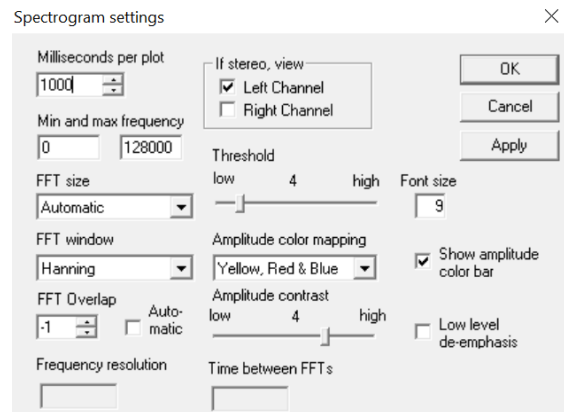 Spectrogram settings
Milliseconds per plot
1000
If stereo, view
Left Channel
Right Channel
OK
Cancel
Apply
Min and max frequency
0 128000
Threshold
low 4 high
Font size
9
FFT size
Automatic
FFT window
Hanning
Amplitude color mapping
Yellow, Red & Blue
Show amplitude
color bar
FFT Overlap
-1
Auto-
matic
Amplitude contrast
low 4 high
Low level
de-emphasis
Frequency resolution
Time between FFTs